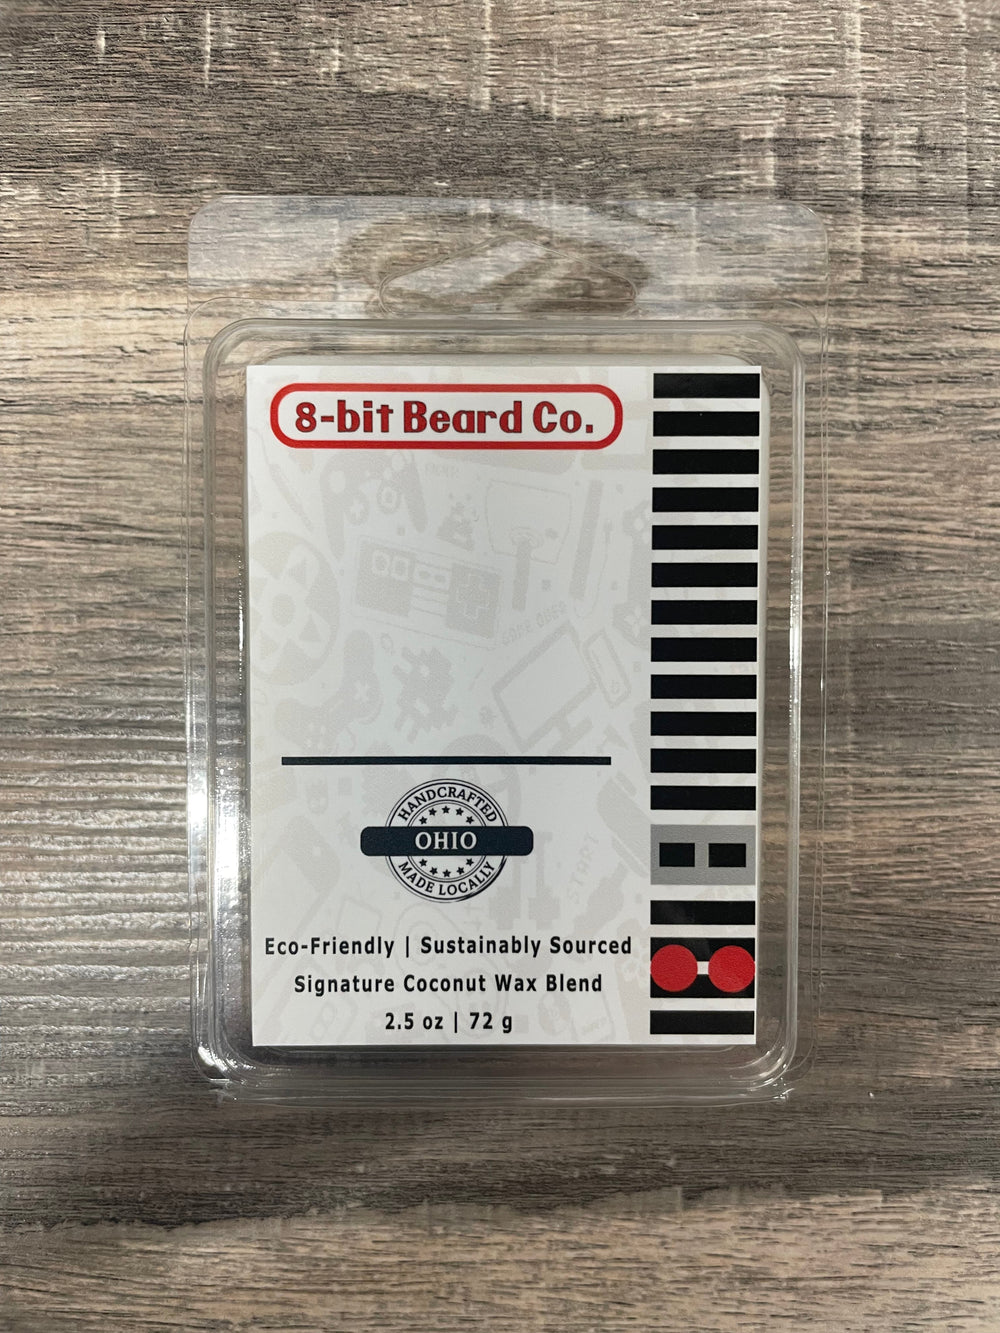 8-bit Beard Co.
HANDCRAFTED
OHIO
MADE LOCALLY
START
Eco-Friendly | Sustainably Sourced
Signature Coconut Wax Blend
2.5 oz | 72 g